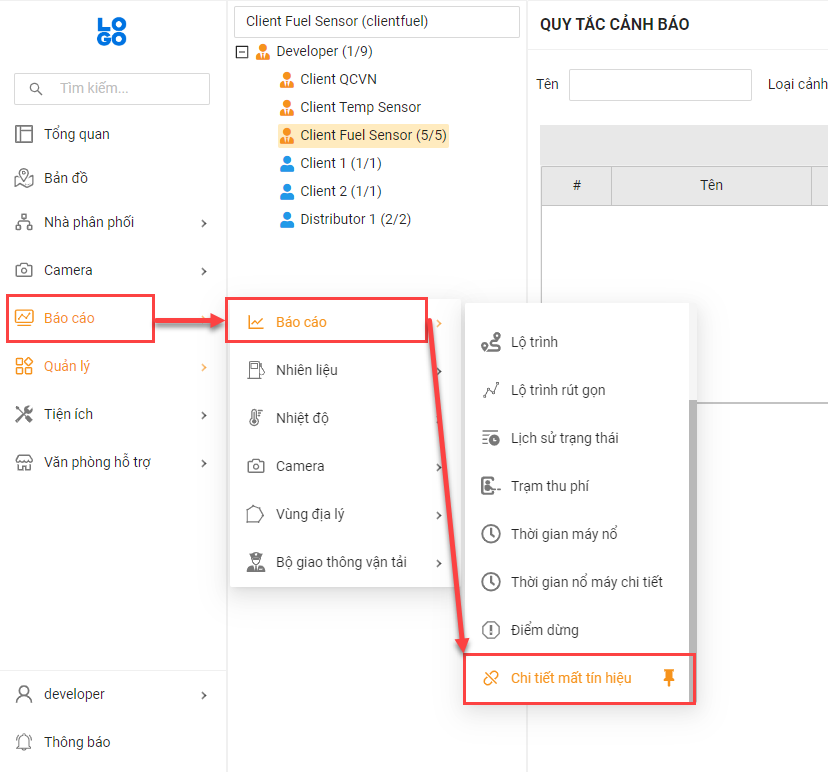 LOGO
Tìm kiếm...
Tổng quan
Bản đồ
Nhà phân phối
Camera
Báo cáo
Quản lý
Tiện ích
Văn phòng hỗ trợ
developer
Thông báo
Client Fuel Sensor (clientfuel)
Developer (1/9)
Client QCVN
Client Temp Sensor
Client Fuel Sensor (5/5)
Client 1 (1/1)
Client 2 (1/1)
Distributor 1 (2/2)
Báo cáo
Nhiên liệu
Nhiệt độ
Camera
Vùng địa lý
Bộ giao thông vận tải
Lộ trình
Lộ trình rút gọn
Lịch sử trạng thái
Trạm thu phí
Thời gian máy nổ
Thời gian nổ máy chi tiết
Điểm dừng
Chi tiết mất tín hiệu
QUY TẮC CẢNH BÁO
Tên
Loại cảnh
# Tên